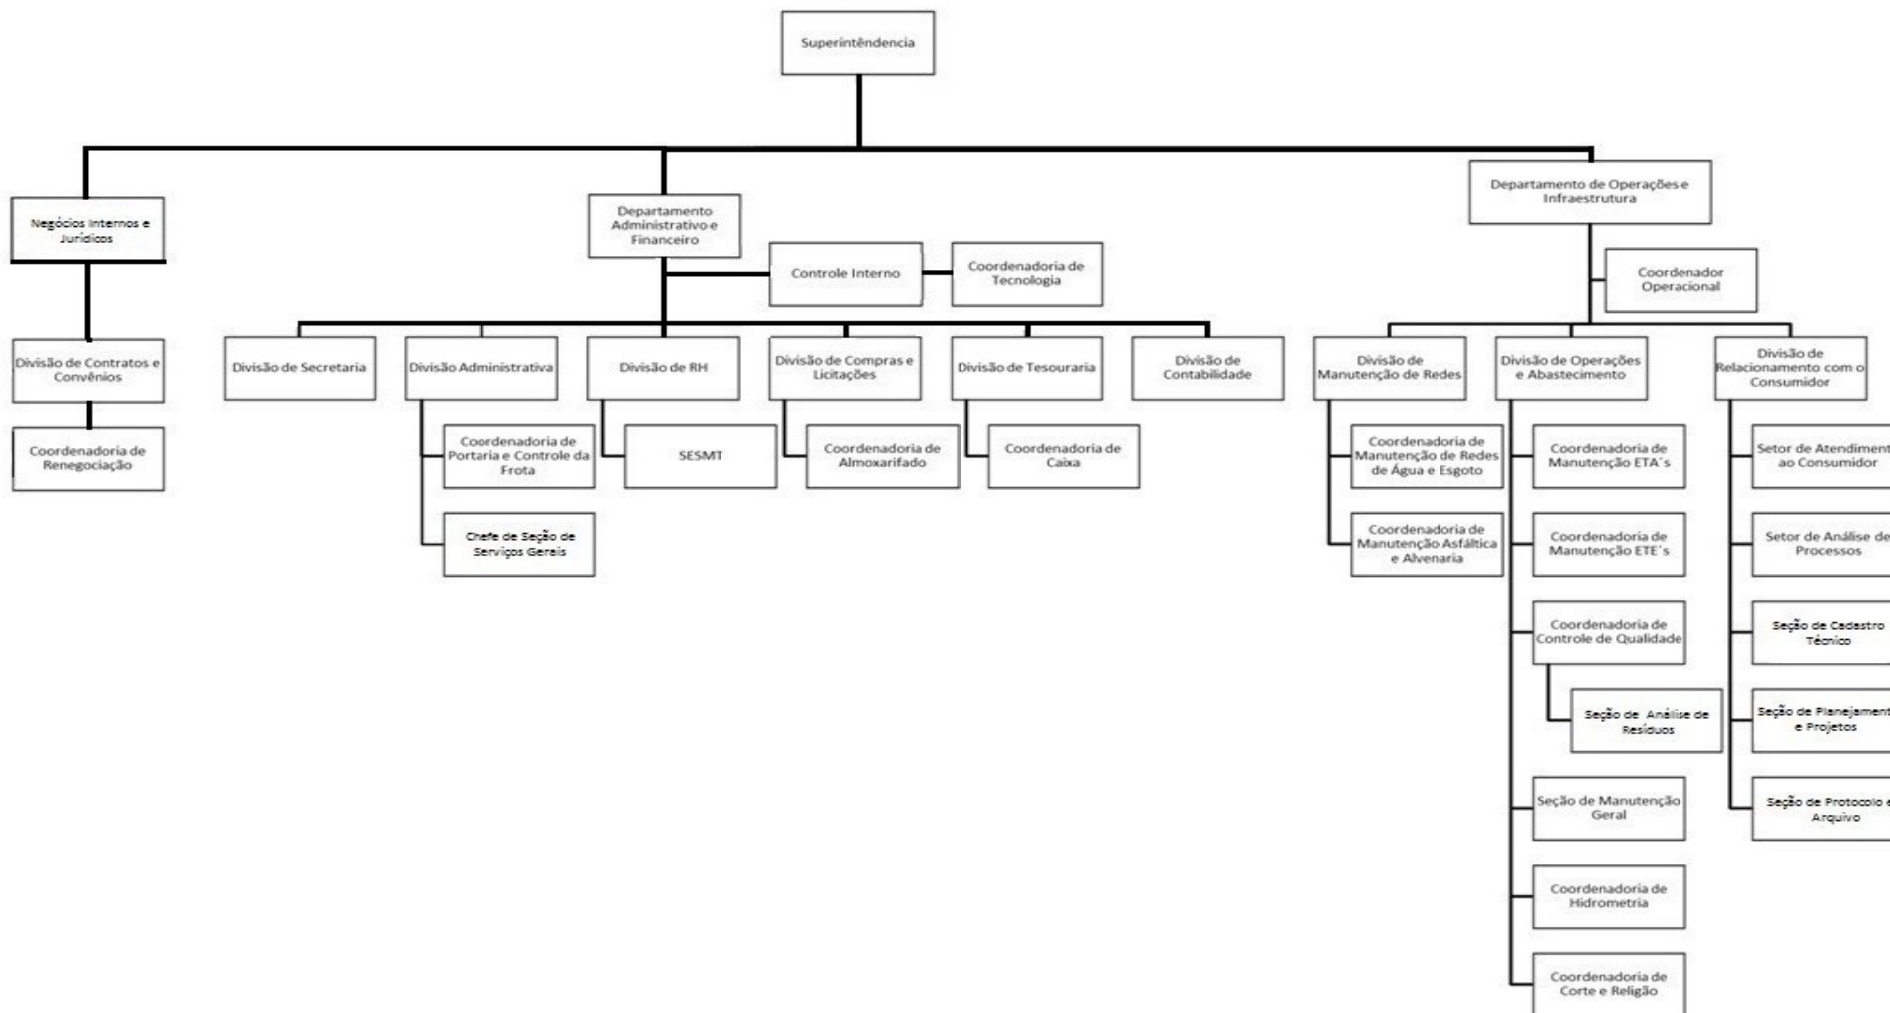 Superintêndencia
Negócios Internos e
Jurídicos
Departamento
Administrativo e
Financeiro
Departamento de Operações e
Infraestrutura
Controle Interno
Coordenadoria de
Tecnologia
Coordenador
Operacional
Divisão de Contratos e
Convênios
Divisão de Secretaria
Divisão Administrativa
Divisão de RH
Divisão de Compras e
Licitações
Divisão de Tesouraria
Divisão de
Contabilidade
Divisão de
Manutenção de Redes
Divisão de Operações
e Abastecimento
Divisão de
Relacionamento com o
Consumidor
Coordenadoria de
Renegociação
Coordenadoria de
Portaria e Controle da
Frota
SESMT
Coordenadoria de
Almoxarifado
Coordenadoria de
Caixa
Coordenadoria de
Manutenção de Redes
de Água e Esgoto
Coordenadoria de
Manutenção ETA´s
Setor de Atendiment
ao Consumidor
Chefe de Seção de
Serviços Gerais
Coordenadoria de
Manutenção Asfáltica
e Alvenaria
Coordenadoria de
Manutenção ETE´s
Setor de Análise de
Processos
Coordenadoria de
Controle de Qualidade
Seção de Cadastro
Técnico
Seção de Análise de
Resíduos
Seção de Planejament
e Projetos
Seção de Manutenção
Geral
Seção de Protocolo e
Arquivo
Coordenadoria de
Hidrometria
Coordenadoria de
Corte e Religão